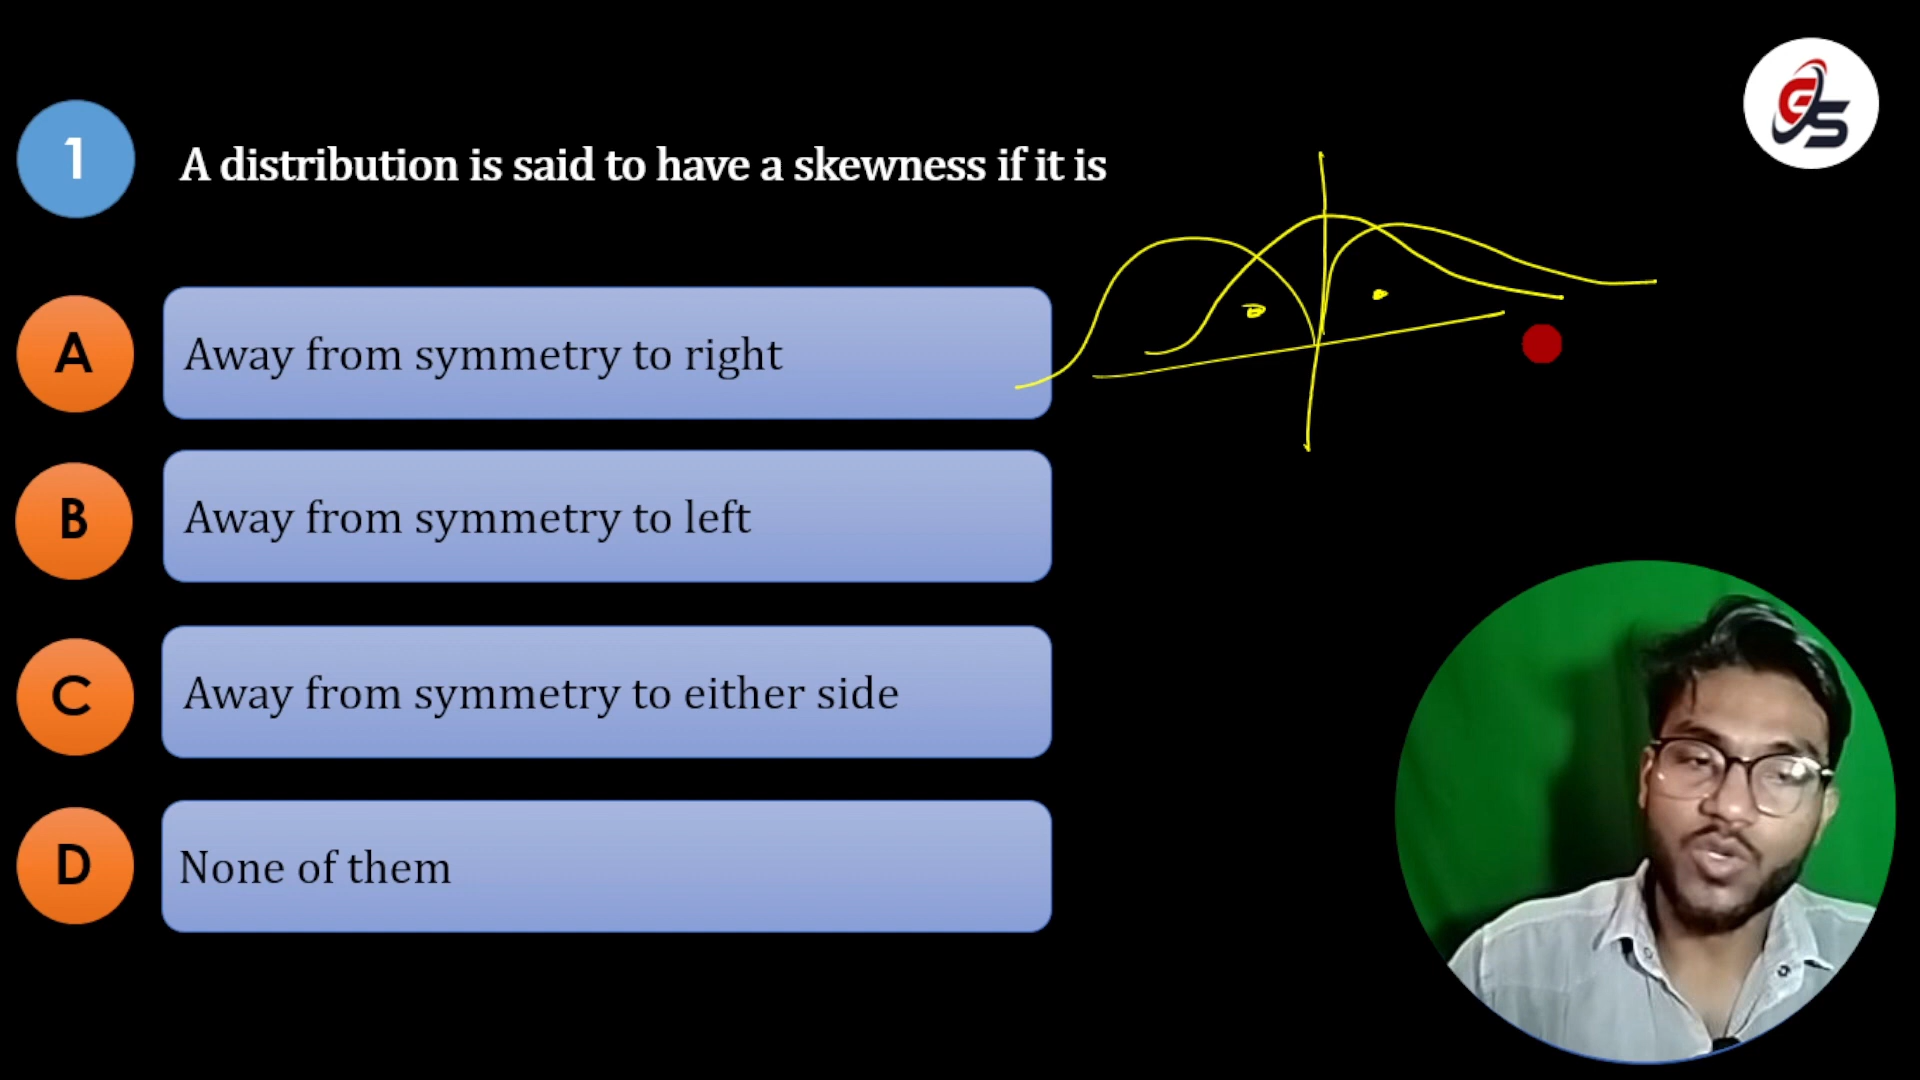 1
A distribution is said to have a skewness if it is
A
Away from symmetry to right
B
Away from symmetry to left
C
Away from symmetry to either side
D
None of them
GS